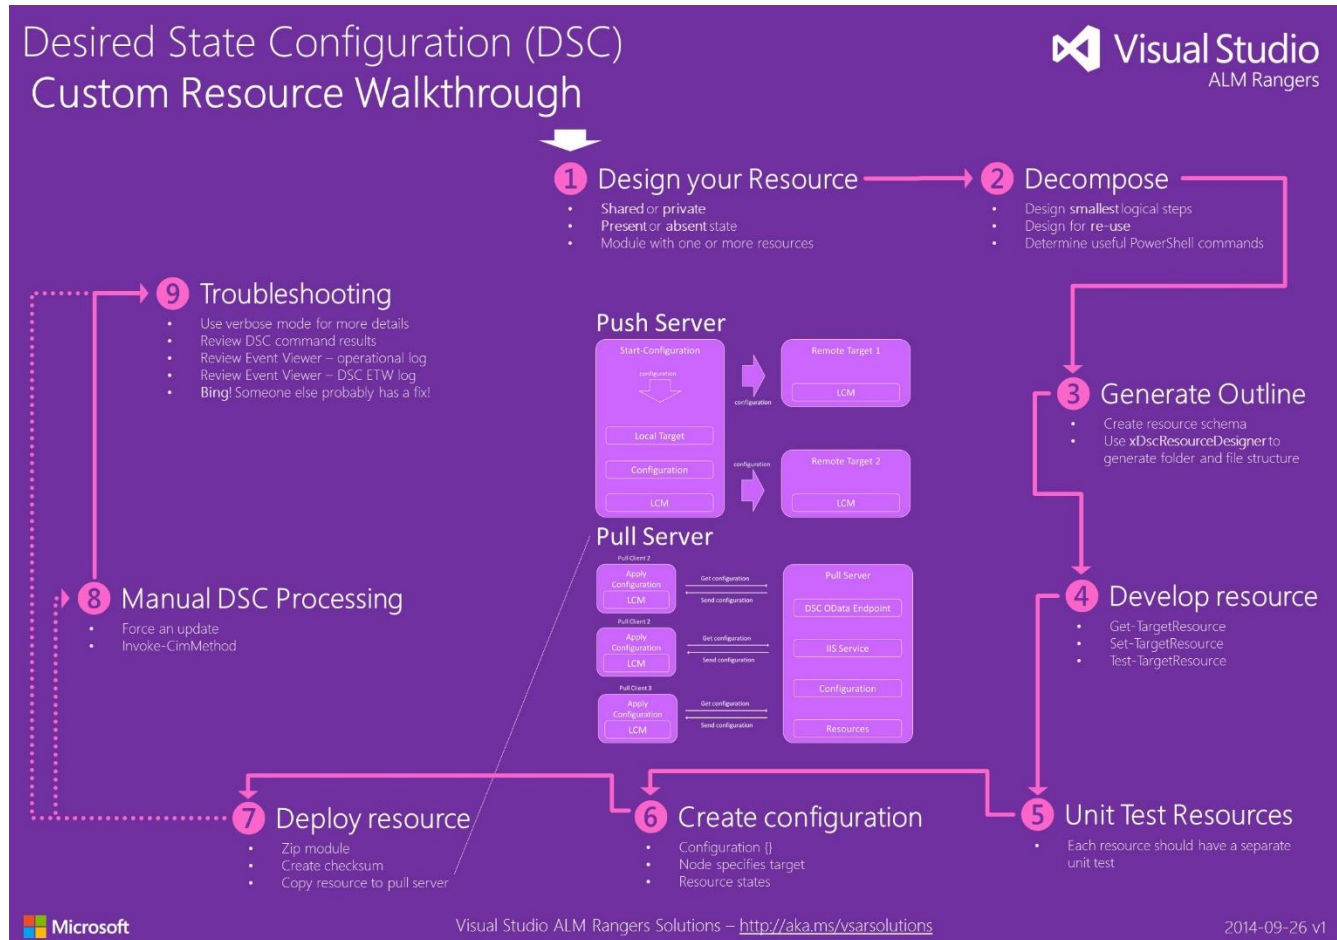 Desired State Configuration (DSC)
Custom Resource Walkthrough
Visual Studio
ALM Rangers
1 Design your Resource
• Shared or private
• Present or absent state
• Module with one or more resources
2 Decompose
• Design smallest logical steps
• Design for re-use
• Determine useful PowerShell commands
9 Troubleshooting
• Use verbose mode for more details
• Review DSC command results
• Review Event Viewer – operational log
• Review Event Viewer – DSC ETW log
• Bing! Someone else probably has a fix!
Push Server
Start-Configuration
configuration
Local Target
Configuration
LCM
configuration
Remote Target 1
LCM
configuration
Remote Target 2
LCM
3 Generate Outline
• Create resource schema
• Use xDscResourceDesigner to
generate folder and file structure
Pull Server
Pull Client 2
Apply
Configuration
LCM
Get configuration
Send configuration
Pull Client 2
Apply
Configuration
LCM
Get configuration
Send configuration
Pull Client 3
Apply
Configuration
LCM
Get configuration
Send configuration
Pull Server
DSC OData Endpoint
IIS Service
Configuration
Resources
4 Develop resource
• Get-TargetResource
• Set-TargetResource
• Test-TargetResource
8 Manual DSC Processing
• Force an update
• Invoke-CimMethod
7 Deploy resource
• Zip module
• Create checksum
• Copy resource to pull server
6 Create configuration
• Configuration {}
• Node specifies target
• Resource states
5 Unit Test Resources
• Each resource should have a separate
unit test
Microsoft
Visual Studio ALM Rangers Solutions – http://aka.ms/vsarsolutions
2014-09-26 v1